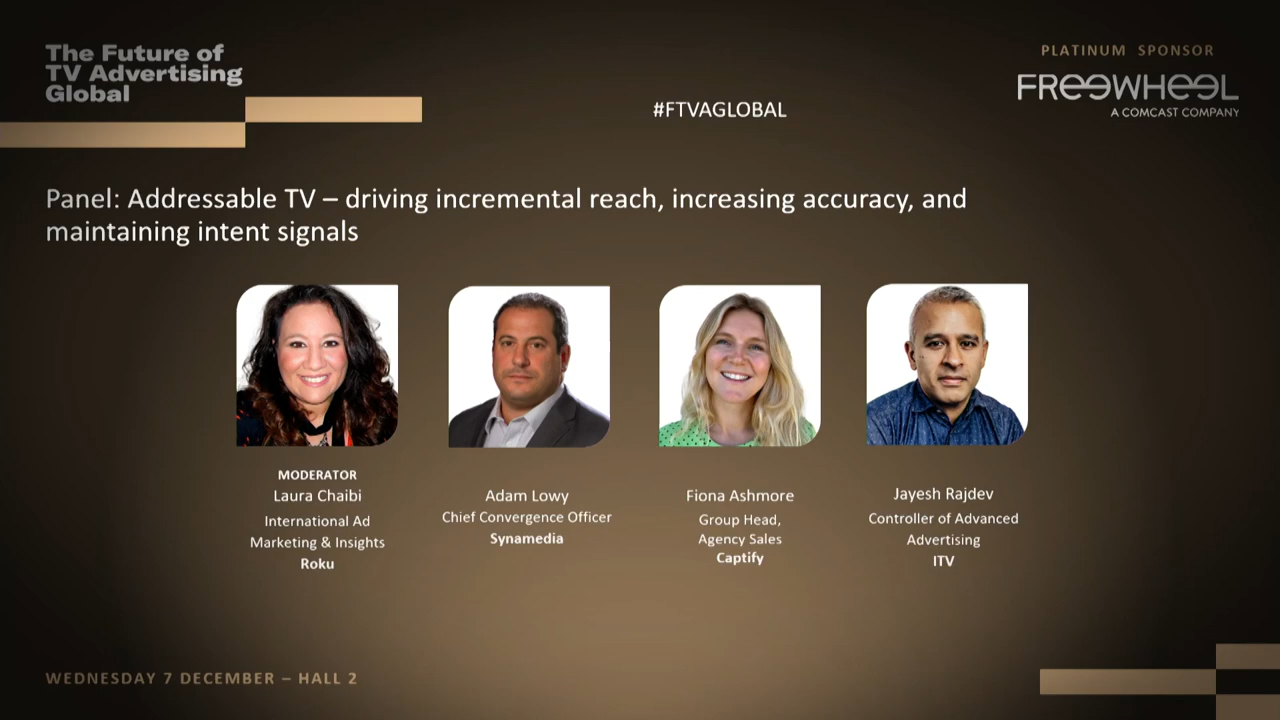 The Future of
TV Advertising
Global
#FTVAGLOBAL
PLATINUM SPONSOR
FREEWHEEL
A COMCAST COMPANY
Panel: Addressable TV – driving incremental reach, increasing accuracy, and
maintaining intent signals
MODERATOR
Laura Chaibi
International Ad
Marketing & Insights
Roku
Adam Lowy
Chief Convergence Officer
Synamedia
Fiona Ashmore
Group Head,
Agency Sales
Captify
Jayesh Rajdev
Controller of Advanced
Advertising
ITV
WEDNESDAY 7 DECEMBER – HALL 2